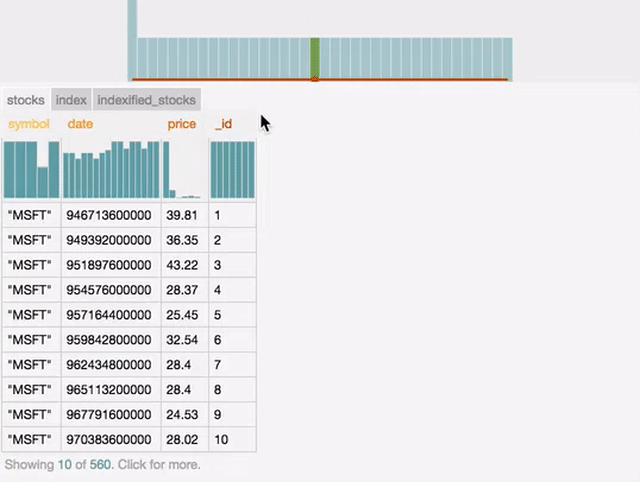 stocks index indexified_stocks
symbol date price _id
"MSFT" 946713600000 39.81 1
"MSFT" 949392000000 36.35 2
"MSFT" 951897600000 43.22 3
"MSFT" 954576000000 28.37 4
"MSFT" 957164400000 25.45 5
"MSFT" 959842800000 32.54 6
"MSFT" 962434800000 28.4 7
"MSFT" 965113200000 28.4 8
"MSFT" 967791600000 24.53 9
"MSFT" 970383600000 28.02 10
Showing 10 of 560. Click for more.